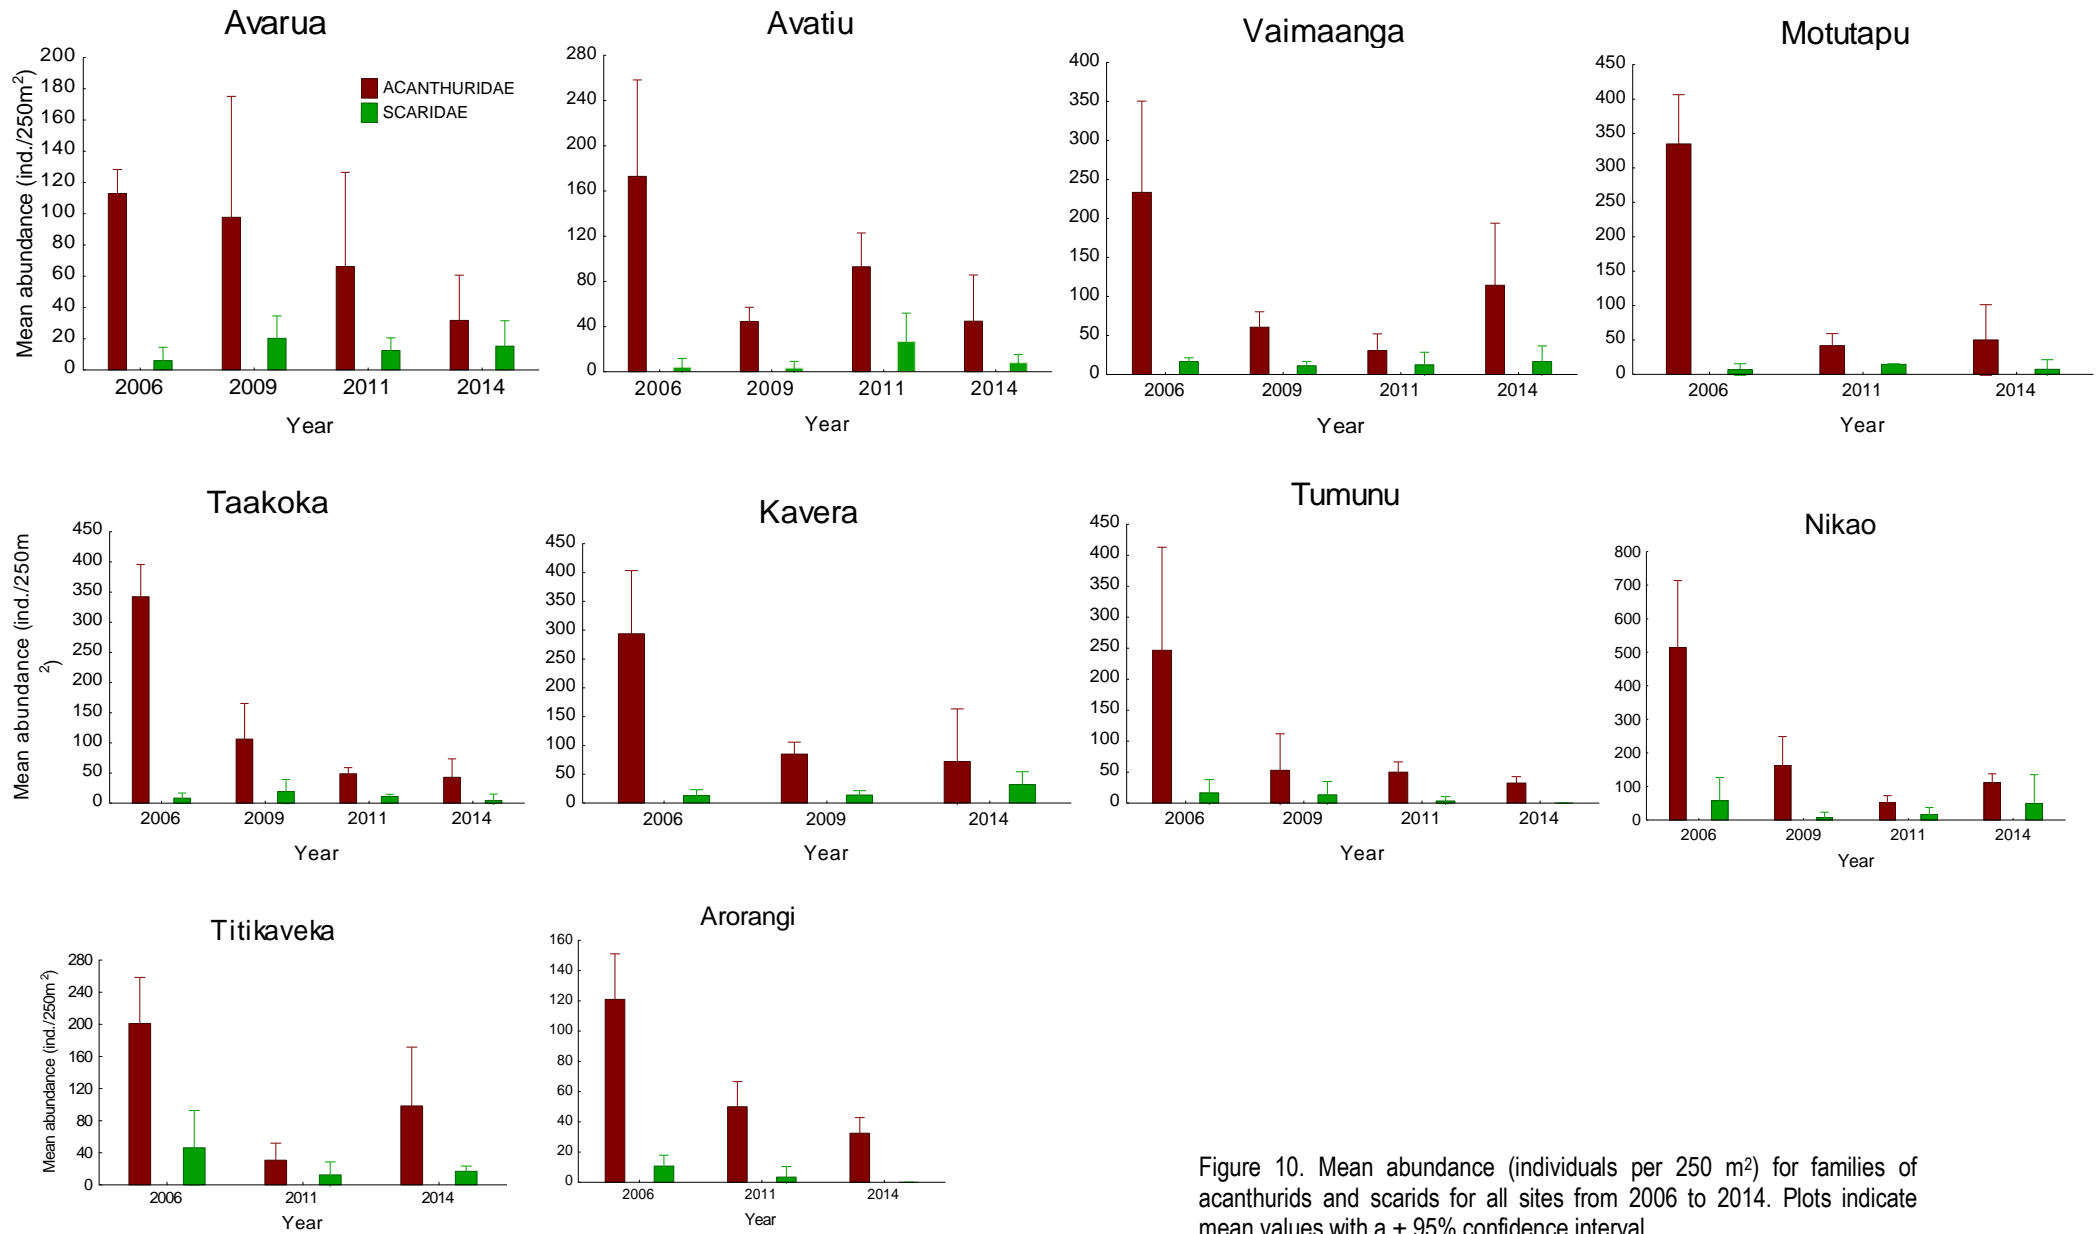 Avarua
200
180
160
140
120
100
80
60
40
20
0
Mean abundance (ind./250m2)
ACANTHURIDAE
SCARIDAE
2006 2009 2011 2014
Year
Avatiu
280
240
200
160
120
80
40
0
2006 2009 2011 2014
Year
Vaimaanga
400
350
300
250
200
150
100
50
0
2006 2009 2011 2014
Year
Motutapu
450
400
350
300
250
200
150
100
50
0
2006 2011 2014
Year
Taakoka
450
400
350
300
250
200
150
100
50
0
Mean abundance (ind./250m
2)
2006 2009 2011 2014
Year
Kavera
450
400
350
300
250
200
150
100
50
0
2006 2009 2014
Year
Tumunu
450
400
350
300
250
200
150
100
50
0
2006 2009 2011 2014
Year
Nikao
800
700
600
500
400
300
200
100
0
2006 2009 2011 2014
Year
Titikaveka
280
240
200
160
120
80
40
0
Mean abundance (ind./250m2)
2006 2011 2014
Year
Arorangi
160
140
120
100
80
60
40
20
0
2006 2011 2014
Year
Figure 10. Mean abundance (individuals per 250 m2) for families of
acanthurids and scarids for all sites from 2006 to 2014. Plots indicate
mean values with a + 95% confidence interval